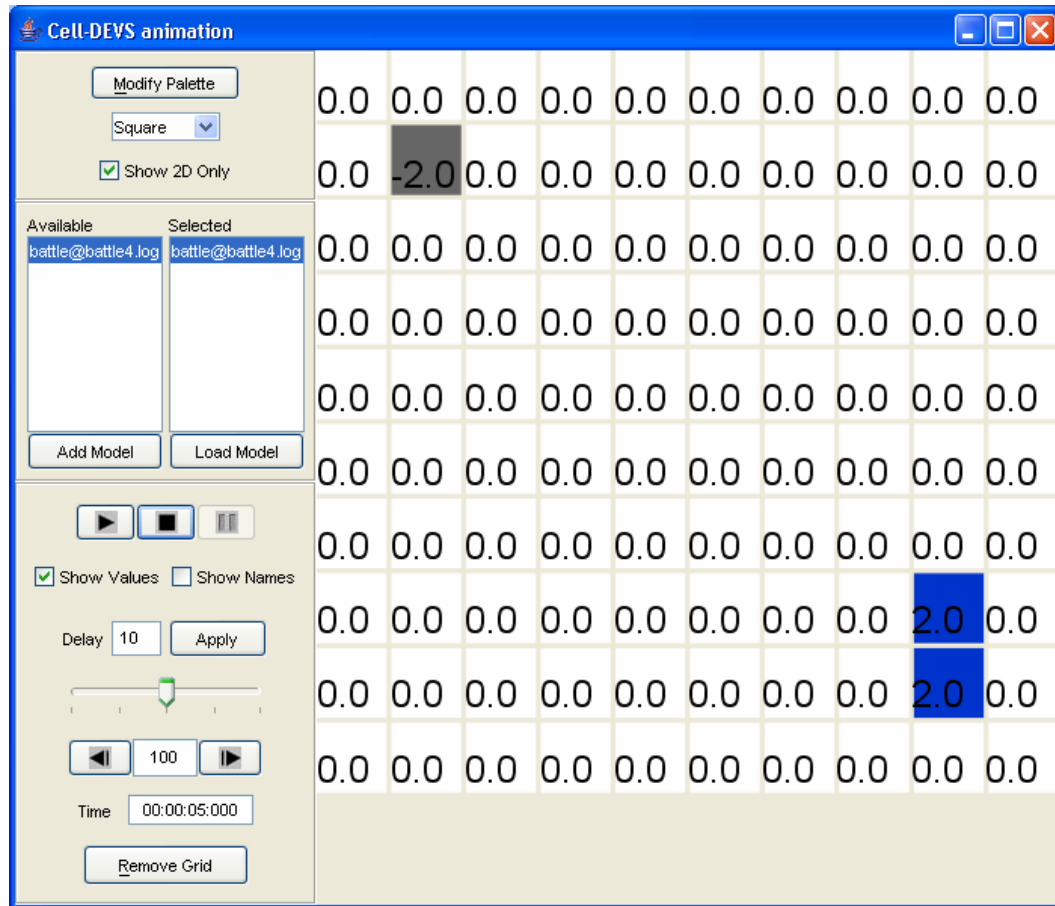 Cell-DEVS animation
Modify Palette
Square
Show 2D Only
Available Selected
battle@battle4.log battle@battle4.log
Add Model Load Model
Show Values Show Names
Delay 10 Apply
100
Time 00:00:05:000
Remove Grid
0.0 0.0 0.0 0.0 0.0 0.0 0.0 0.0 0.0 0.0
0.0 -2.0 0.0 0.0 0.0 0.0 0.0 0.0 0.0 0.0
0.0 0.0 0.0 0.0 0.0 0.0 0.0 0.0 0.0 0.0
0.0 0.0 0.0 0.0 0.0 0.0 0.0 0.0 0.0 0.0
0.0 0.0 0.0 0.0 0.0 0.0 0.0 0.0 0.0 0.0
0.0 0.0 0.0 0.0 0.0 0.0 0.0 0.0 0.0 0.0
0.0 0.0 0.0 0.0 0.0 0.0 0.0 0.0 0.0 0.0
0.0 0.0 0.0 0.0 0.0 0.0 0.0 0.0 2.0 0.0
0.0 0.0 0.0 0.0 0.0 0.0 0.0 0.0 2.0 0.0
0.0 0.0 0.0 0.0 0.0 0.0 0.0 0.0 0.0 0.0